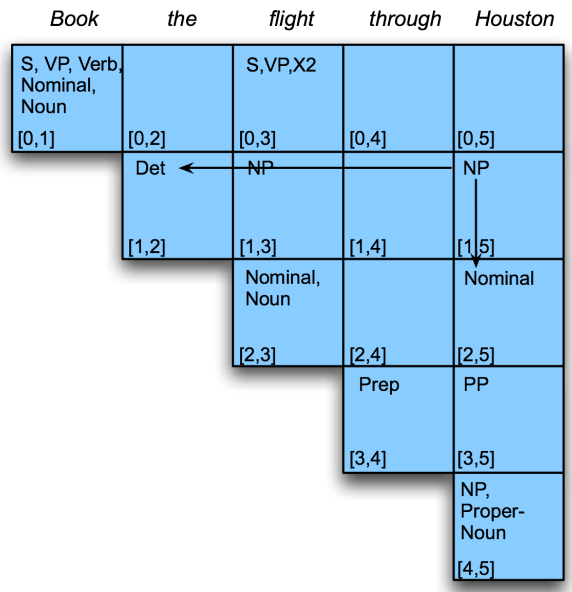 Book the flight through Houston
S, VP, Verb, Nominal, Noun
S,VP,X2
[0,1] [0,2] [0,3] [0,4] [0,5]
Det NP NP
[1,2] [1,3] [1,4] [1,5]
Nominal, Noun
Nominal
[2,3] [2,4] [2,5]
Prep PP
[3,4] [3,5]
NP,
Proper-
Noun
[4,5]